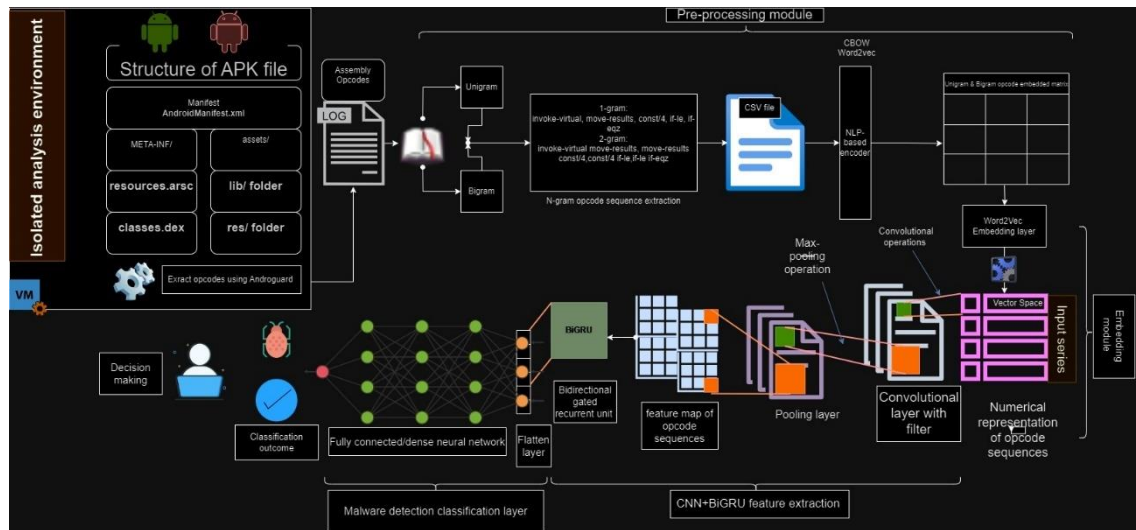 Isolated analysis environment
VM
Structure of APK file
Manifest
AndroidManifest.xml
META-INF/
assets/
resources.arsc
lib/ folder
classes.dex
res/ folder
Extract opcodes using Androguard
Pre-processing module
Assembly
Opcodes
LOG
Unigram
Bigram
1-gram:
invoke-virtual, move-results, const/4, if-le, if-
eqz
2-gram:
invoke-virtual move-results, move-results
const/4,const/4 if-le,if-le if-eqz
N-gram opcode sequence extraction
CSV file
CBOW
Word2vec
NLP-
based
encoder
Unigram & Bigram opcode embedded matrix
Word2Vec
Embedding layer
Embedding
module
Vector Space
Input series
Numerical
representation
of opcode
sequences
Convolutional
operations
Convolutional
layer with
filter
Max-
pooling
operation
Pooling layer
feature map of
opcode
sequences
BiGRU
Bidirectional
gated
recurrent unit
CNN+BiGRU feature extraction
Flatten
layer
Fully connected/dense neural network
Malware detection classification layer
Classification
outcome
Decision
making